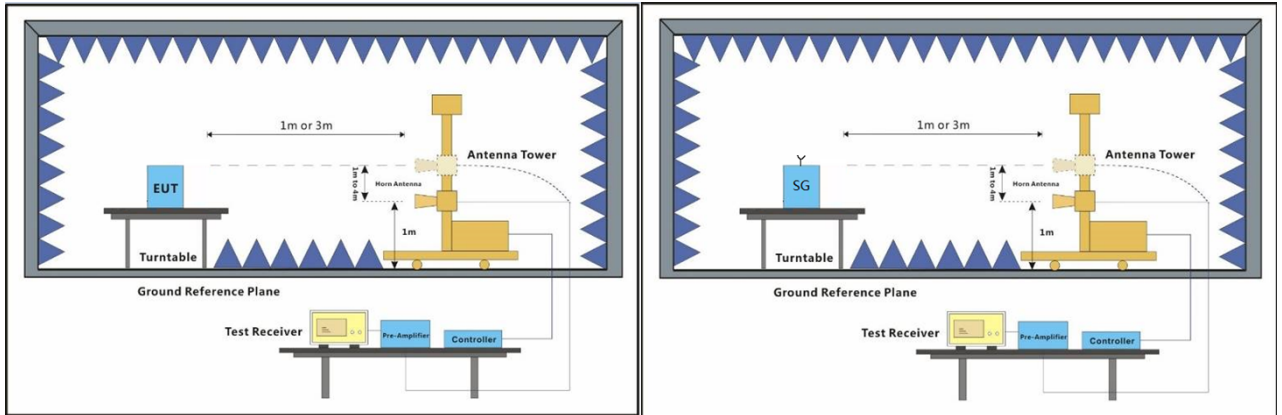 1m or 3m
Antenna Tower
1m to 4m
Horn Antenna
EUT
1m
Turntable
Ground Reference Plane
Test Receiver
Pre-Amplifier
Controller
1m or 3m
Antenna Tower
1m to 4m
Horn Antenna
SG
1m
Turntable
Ground Reference Plane
Test Receiver
Pre-Amplifier
Controller